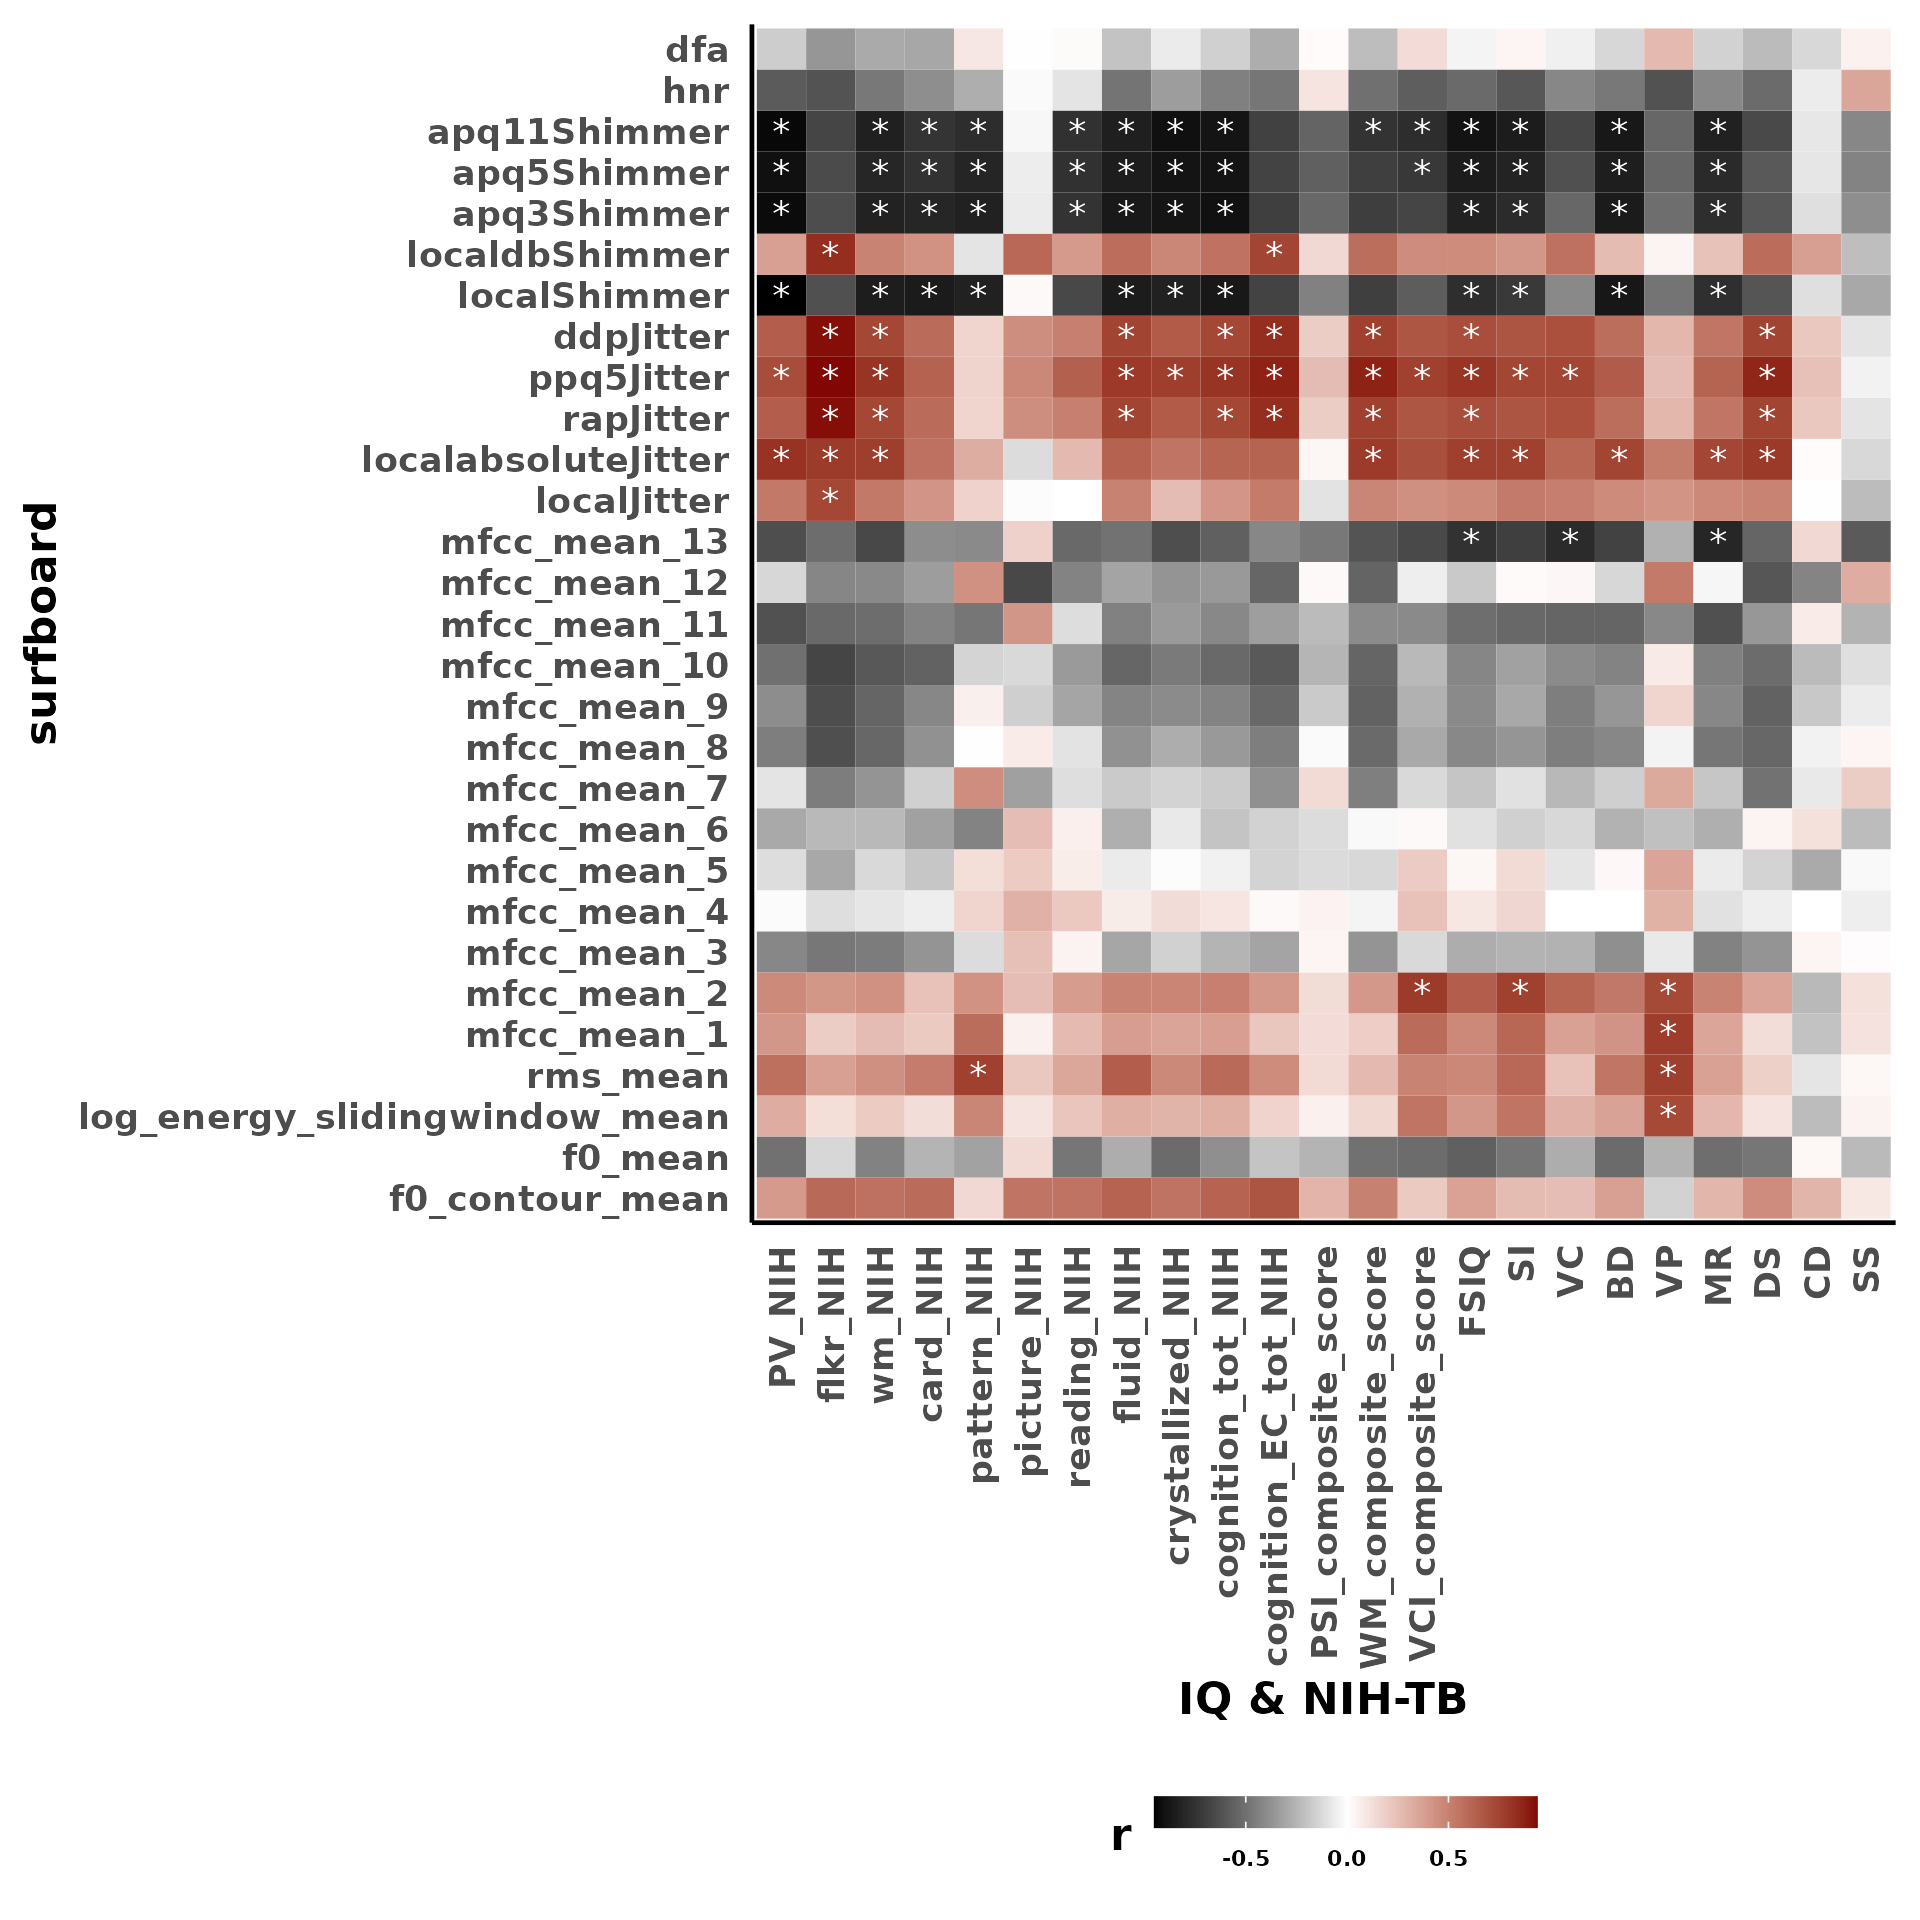 surfboard
dfa
hnr
apq11Shimmer
apq5Shimmer
apq3Shimmer
localdbShimmer
localShimmer
ddpJitter
ppq5Jitter
rapJitter
localabsoluteJitter
localJitter
mfcc_mean_13
mfcc_mean_12
mfcc_mean_11
mfcc_mean_10
mfcc_mean_9
mfcc_mean_8
mfcc_mean_7
mfcc_mean_6
mfcc_mean_5
mfcc_mean_4
mfcc_mean_3
mfcc_mean_2
mfcc_mean_1
rms_mean
log_energy_slidingwindow_mean
f0_mean
f0_contour_mean
PV_NIH
flkr_NIH
wm_NIH
card_NIH
pattern_NIH
picture_NIH
reading_NIH
fluid_NIH
crystallized_NIH
cognition_tot_NIH
cognition_EC_tot_NIH
PSI_composite_score
WM_composite_score
VCI_composite_score
FSIQ
SI
VC
BD
VP
MR
DS
CD
SS
IQ & NIH-TB
r
-0.5 0.0 0.5